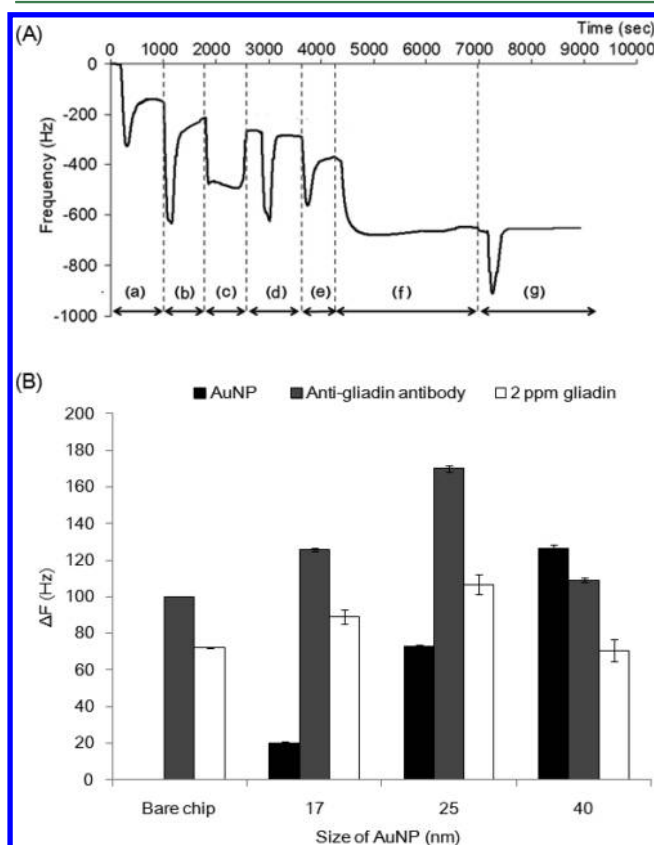 (A)
Time (sec)
0 1000 2000 3000 4000 5000 6000 7000 9000 10000
0
-200
-400
-600
-800
-1000
Frequency (Hz)
(a) (b) (c) (d) (e) (f) (g)
(B)
AuNP Anti-gliadin antibody 2 ppm gliadin
200
180
160
140
120
100
80
60
40
20
0
ΔF (Hz)
Bare chip 17 25 40
Size of AuNP (nm)